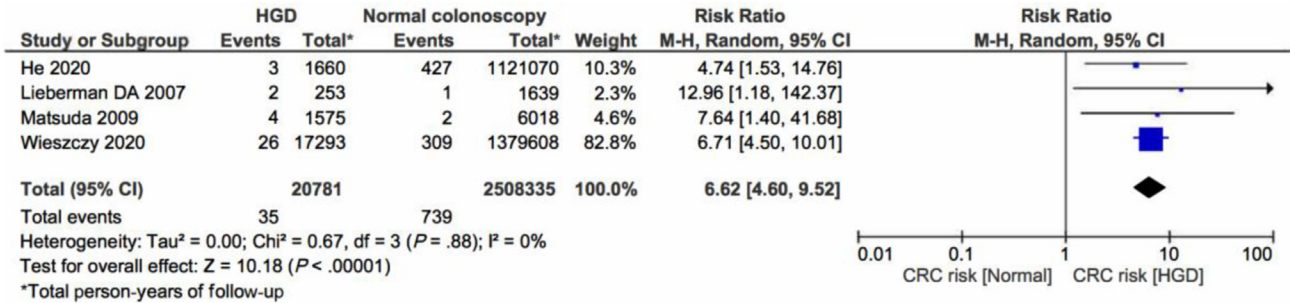 HGD Normal colonoscopy Risk Ratio Risk Ratio
Study or Subgroup Events Total* Events Total* Weight M-H, Random, 95% CI M-H, Random, 95% CI
He 2020 3 1660 427 1121070 10.3% 4.74 [1.53, 14.76]
Lieberman DA 2007 2 253 1 1639 2.3% 12.96 [1.18, 142.37]
Matsuda 2009 4 1575 2 6018 4.6% 7.64 [1.40, 41.68]
Wieszczy 2020 26 17293 309 1379608 82.8% 6.71 [4.50, 10.01]
Total (95% CI) 20781 2508335 100.0% 6.62 [4.60, 9.52]
Total events 35 739
Heterogeneity: Tau² = 0.00; Chi² = 0.67, df = 3 (P = .88); I² = 0%
Test for overall effect: Z = 10.18 (P < .00001)
*Total person-years of follow-up
0.01 0.1 1 10 100
CRC risk [Normal] CRC risk [HGD]